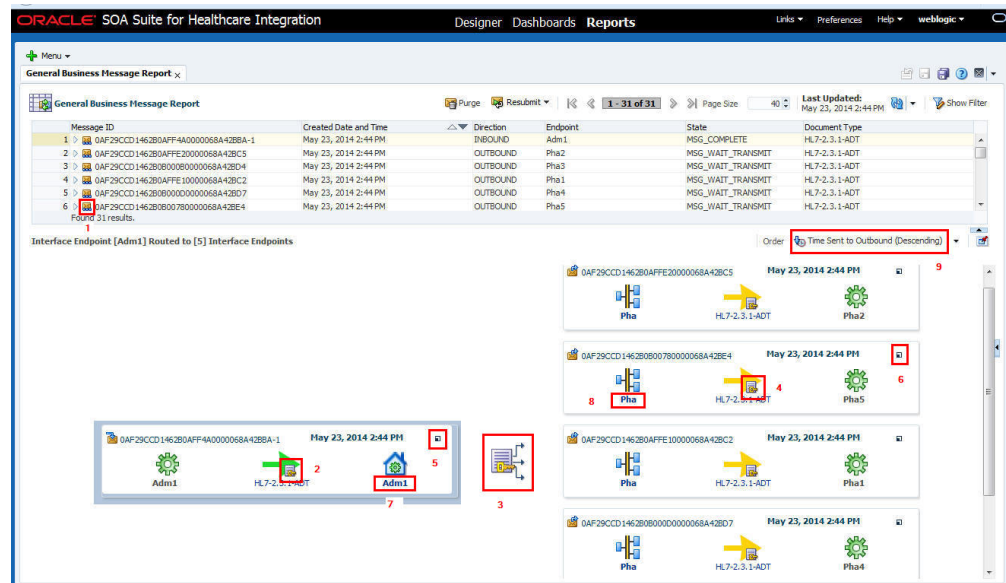 ORACLE SOA Suite for Healthcare Integration
Designer Dashboards Reports
Links Preferences Help weblogic
Menu
General Business Message Report x
General Business Message Report
Purge Resubmit 1 - 31 of 31 Page Size 40 Last Updated: May 23, 2014 2:44 PM Show Filter
Message ID Created Date and Time Direction Endpoint State Document Type
1 0AF29CCD1462B0AFF4A0000068A42BBA-1 May 23, 2014 2:44 PM INBOUND Adm1 MSG_COMPLETE HL7-2.3.1-ADT
2 0AF29CCD1462B0AFFE20000068A42BC5 May 23, 2014 2:44 PM OUTBOUND Pha2 MSG_WAIT_TRANSMIT HL7-2.3.1-ADT
3 0AF29CCD1462B0B000B0000068A42BD4 May 23, 2014 2:44 PM OUTBOUND Pha3 MSG_WAIT_TRANSMIT HL7-2.3.1-ADT
4 0AF29CCD1462B0AFFE10000068A42BC2 May 23, 2014 2:44 PM OUTBOUND Pha1 MSG_WAIT_TRANSMIT HL7-2.3.1-ADT
5 0AF29CCD1462B0B000D0000068A42BD7 May 23, 2014 2:44 PM OUTBOUND Pha4 MSG_WAIT_TRANSMIT HL7-2.3.1-ADT
6 0AF29CCD1462B0B00780000068A42BE4 May 23, 2014 2:44 PM OUTBOUND Pha5 MSG_WAIT_TRANSMIT HL7-2.3.1-ADT
Found 31 results.
1
Interface Endpoint [Adm1] Routed to [5] Interface Endpoints
Order Time Sent to Outbound (Descending)
9
0AF29CCD1462B0AFFE20000068A42BC5 May 23, 2014 2:44 PM
Pha HL7-2.3.1-ADT Pha2
0AF29CCD1462B0B00780000068A42BE4 May 23, 2014 2:44 PM
6
4
8 Pha HL7-2.3.1-ADT Pha5
0AF29CCD1462B0AFF4A0000068A42BBA-1 May 23, 2014 2:44 PM
5
2
Adm1 HL7-2.3.1-ADT Adm1
7
3
0AF29CCD1462B0AFFE10000068A42BC2 May 23, 2014 2:44 PM
Pha HL7-2.3.1-ADT Pha1
0AF29CCD1462B0B000D0000068A42BD7 May 23, 2014 2:44 PM
Pha HL7-2.3.1-ADT Pha4